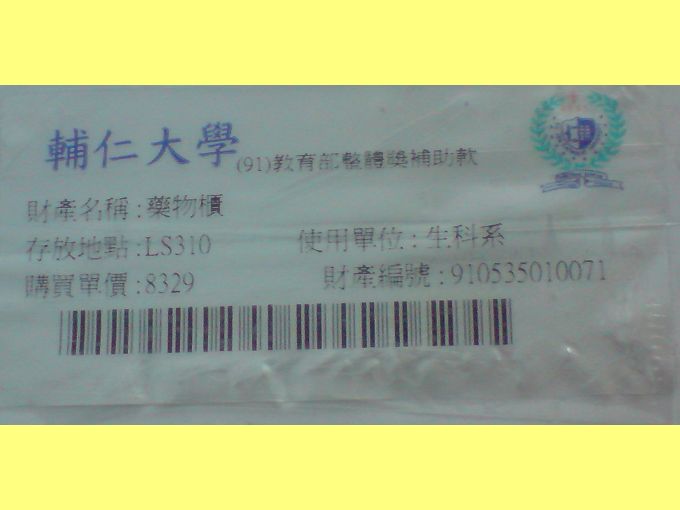 輔仁大學 (91)教育部整體獎補助款
財產名稱:藥物櫃
存放地點:LS310 使用單位:生科系
購買單價:8329 財產編號:910535010071